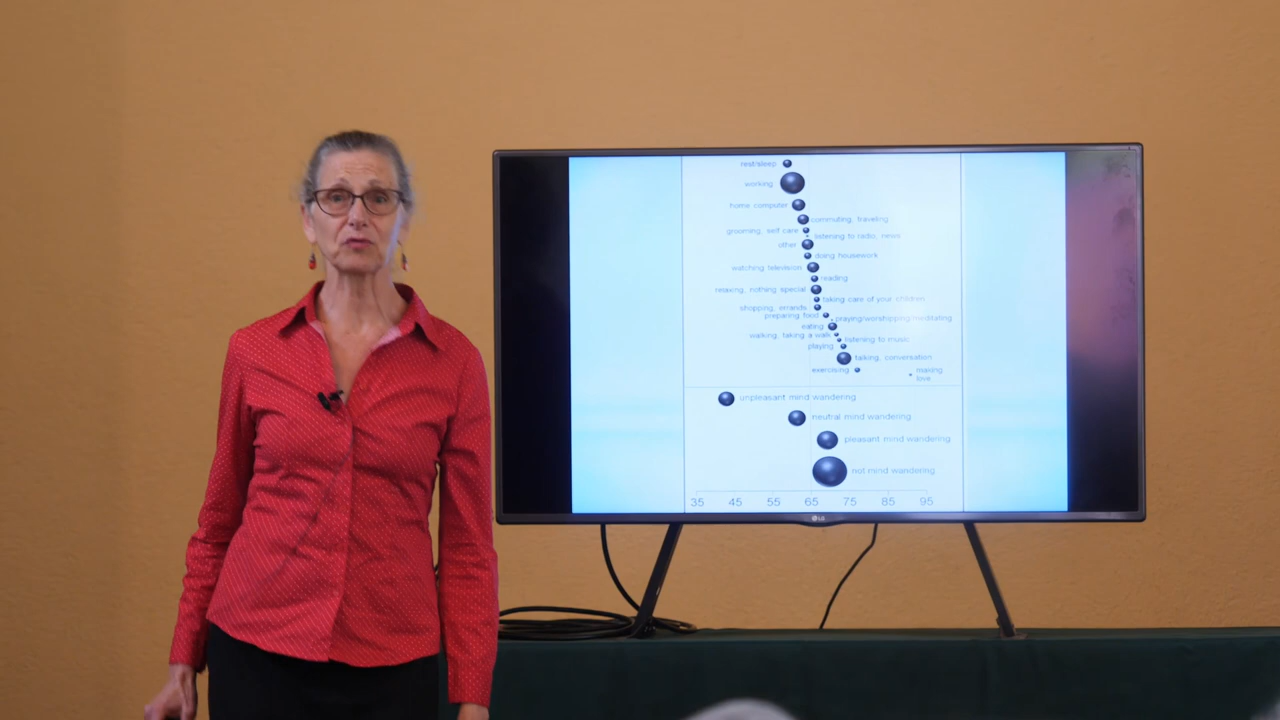 rest/sleep
working
home computer
commuting, traveling
grooming, self care
listening to radio, news
other
doing housework
watching television
reading
relaxing, nothing special
taking care of your children
shopping, errands
preparing food
praying/worshipping/meditating
eating
walking, taking a walk
listening to music
playing
talking, conversation
exercising
making
love
unpleasant mind wandering
neutral mind wandering
pleasant mind wandering
not mind wandering
35 45 55 65 75 85 95
LG